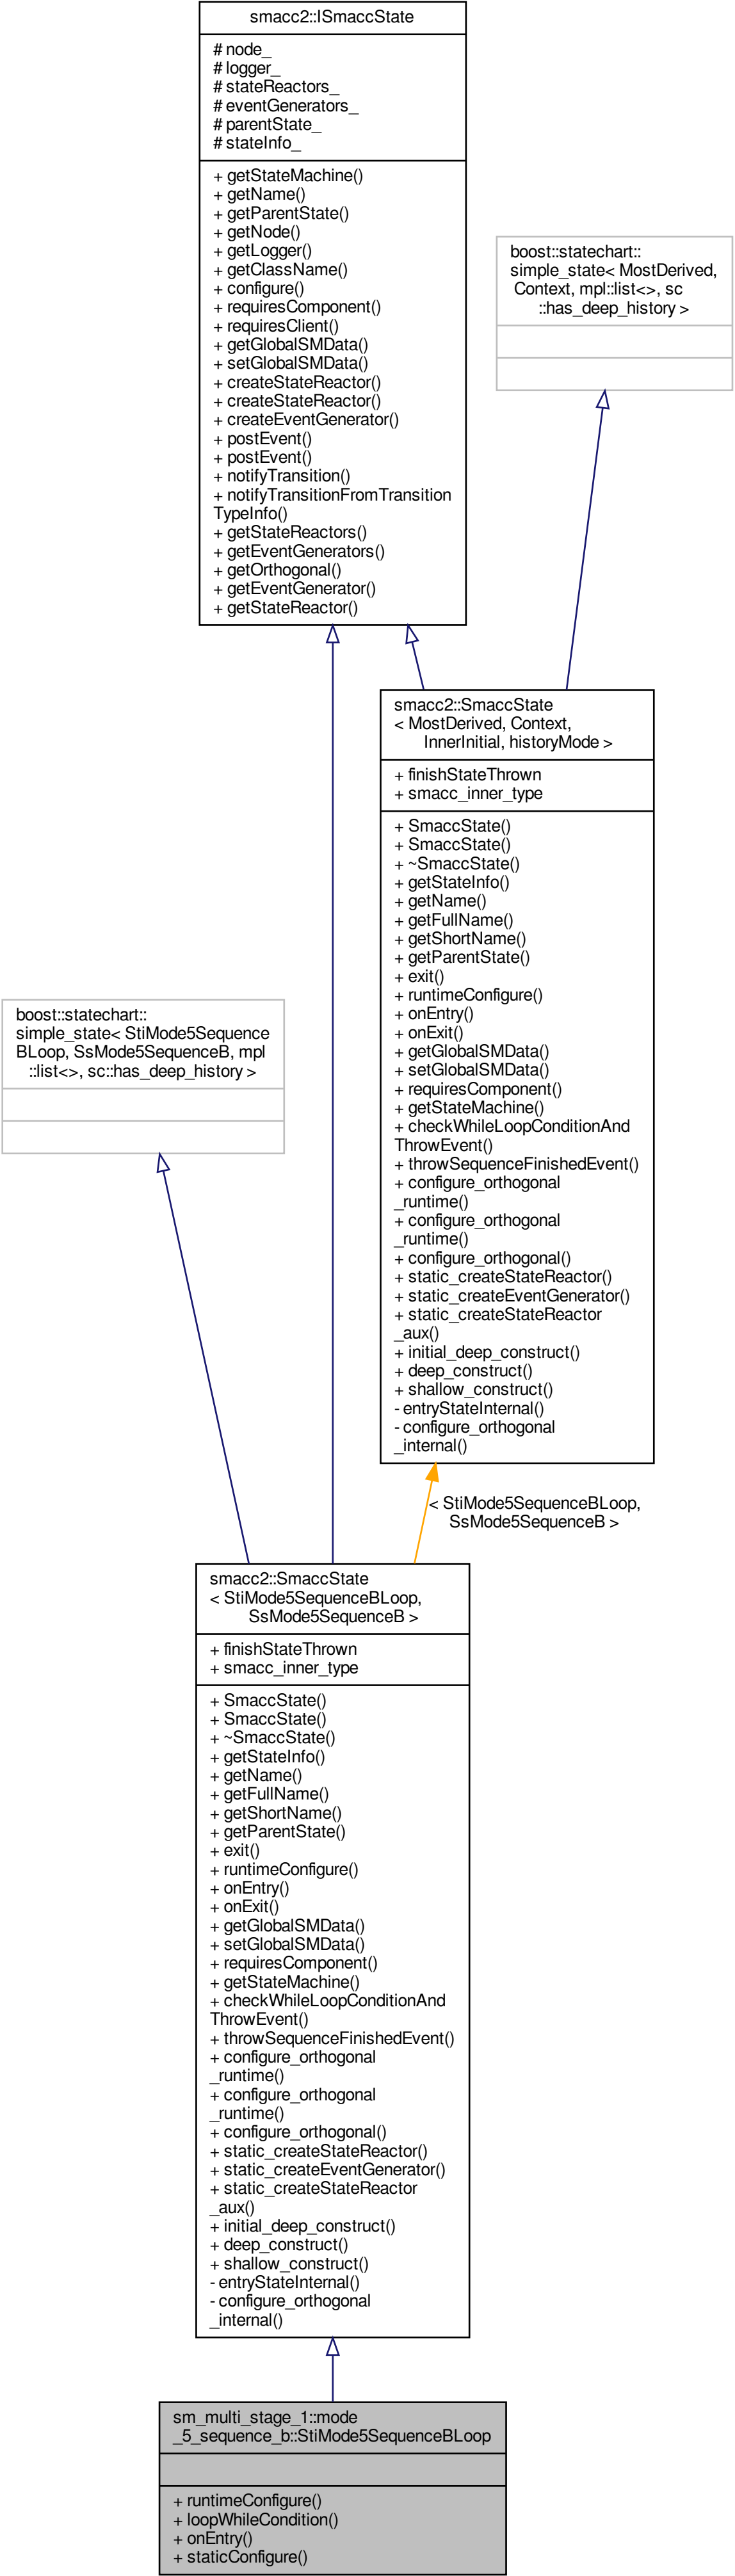 smacc2::ISmaccState
# node_
# logger_
# stateReactors_
# eventGenerators_
# parentState_
# stateInfo_
+ getStateMachine()
+ getName()
+ getParentState()
+ getNode()
+ getLogger()
+ getClassName()
+ configure()
+ requiresComponent()
+ requiresClient()
+ getGlobalSMData()
+ setGlobalSMData()
+ createStateReactor()
+ createStateReactor()
+ createEventGenerator()
+ postEvent()
+ postEvent()
+ notifyTransition()
+ notifyTransitionFromTransition
TypeInfo()
+ getStateReactors()
+ getEventGenerators()
+ getOrthogonal()
+ getEventGenerator()
+ getStateReactor()
boost::statechart::
simple_state< MostDerived,
Context, mpl::list<>, sc
::has_deep_history >
smacc2::SmaccState
< MostDerived, Context,
InnerInitial, historyMode >
+ finishStateThrown
+ smacc_inner_type
+ SmaccState()
+ SmaccState()
+ ~SmaccState()
+ getStateInfo()
+ getName()
+ getFullName()
+ getShortName()
+ getParentState()
+ exit()
+ runtimeConfigure()
+ onEntry()
+ onExit()
+ getGlobalSMData()
+ setGlobalSMData()
+ requiresComponent()
+ getStateMachine()
+ checkWhileLoopConditionAnd
ThrowEvent()
+ throwSequenceFinishedEvent()
+ configure_orthogonal
_runtime()
+ configure_orthogonal
_runtime()
+ configure_orthogonal()
+ static_createStateReactor()
+ static_createEventGenerator()
+ static_createStateReactor
_aux()
+ initial_deep_construct()
+ deep_construct()
+ shallow_construct()
- entryStateInternal()
- configure_orthogonal
_internal()
boost::statechart::
simple_state< StiMode5Sequence
BLoop, SsMode5SequenceB, mpl
::list<>, sc::has_deep_history >
< StiMode5SequenceBLoop,
SsMode5SequenceB >
smacc2::SmaccState
< StiMode5SequenceBLoop,
SsMode5SequenceB >
+ finishStateThrown
+ smacc_inner_type
+ SmaccState()
+ SmaccState()
+ ~SmaccState()
+ getStateInfo()
+ getName()
+ getFullName()
+ getShortName()
+ getParentState()
+ exit()
+ runtimeConfigure()
+ onEntry()
+ onExit()
+ getGlobalSMData()
+ setGlobalSMData()
+ requiresComponent()
+ getStateMachine()
+ checkWhileLoopConditionAnd
ThrowEvent()
+ throwSequenceFinishedEvent()
+ configure_orthogonal
_runtime()
+ configure_orthogonal
_runtime()
+ configure_orthogonal()
+ static_createStateReactor()
+ static_createEventGenerator()
+ static_createStateReactor
_aux()
+ initial_deep_construct()
+ deep_construct()
+ shallow_construct()
- entryStateInternal()
- configure_orthogonal
_internal()
sm_multi_stage_1::mode
_5_sequence_b::StiMode5SequenceBLoop
+ runtimeConfigure()
+ loopWhileCondition()
+ onEntry()
+ staticConfigure()